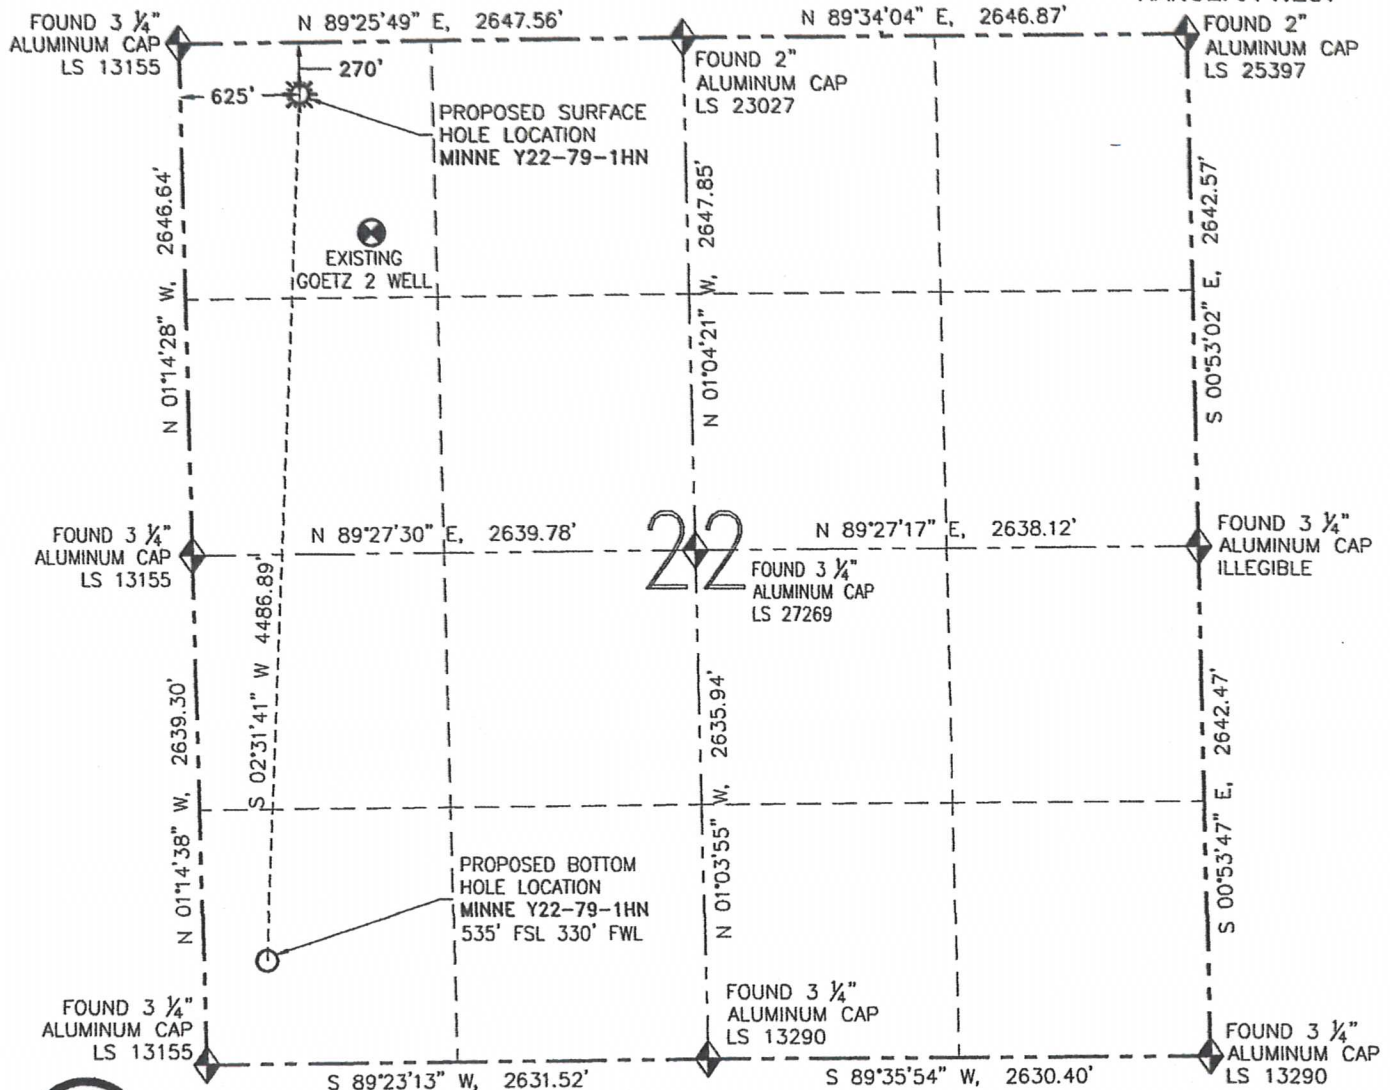 N 89°25'49" E, 2647.56'
N 89°34'04" E, 2646.87'
FOUND 3 ¼"
ALUMINUM CAP
LS 13155
FOUND 2"
ALUMINUM CAP
LS 23027
FOUND 2"
ALUMINUM CAP
LS 25397
270'
625'
PROPOSED SURFACE
HOLE LOCATION
MINNE Y22-79-1HN
EXISTING
GOETZ 2 WELL
N 01°14'28" W, 2646.64'
N 01°04'21" W, 2647.85'
S 00°53'02" E, 2642.57'
FOUND 3 ¼"
ALUMINUM CAP
LS 13155
N 89°27'30" E, 2639.78'
22
N 89°27'17" E, 2638.12'
FOUND 3 ¼"
ALUMINUM CAP
LS 27269
FOUND 3 ¼"
ALUMINUM CAP
ILLEGIBLE
S 02°31'41" W 4486.89'
N 01°14'38" W, 2639.30'
N 01°03'55" W, 2635.94'
S 00°53'47" E, 2642.47'
PROPOSED BOTTOM
HOLE LOCATION
MINNE Y22-79-1HN
535' FSL 330' FWL
FOUND 3 ¼"
ALUMINUM CAP
LS 13155
FOUND 3 ¼"
ALUMINUM CAP
LS 13290
FOUND 3 ¼"
ALUMINUM CAP
LS 13290
S 89°23'13" W, 2631.52'
S 89°35'54" W, 2630.40'